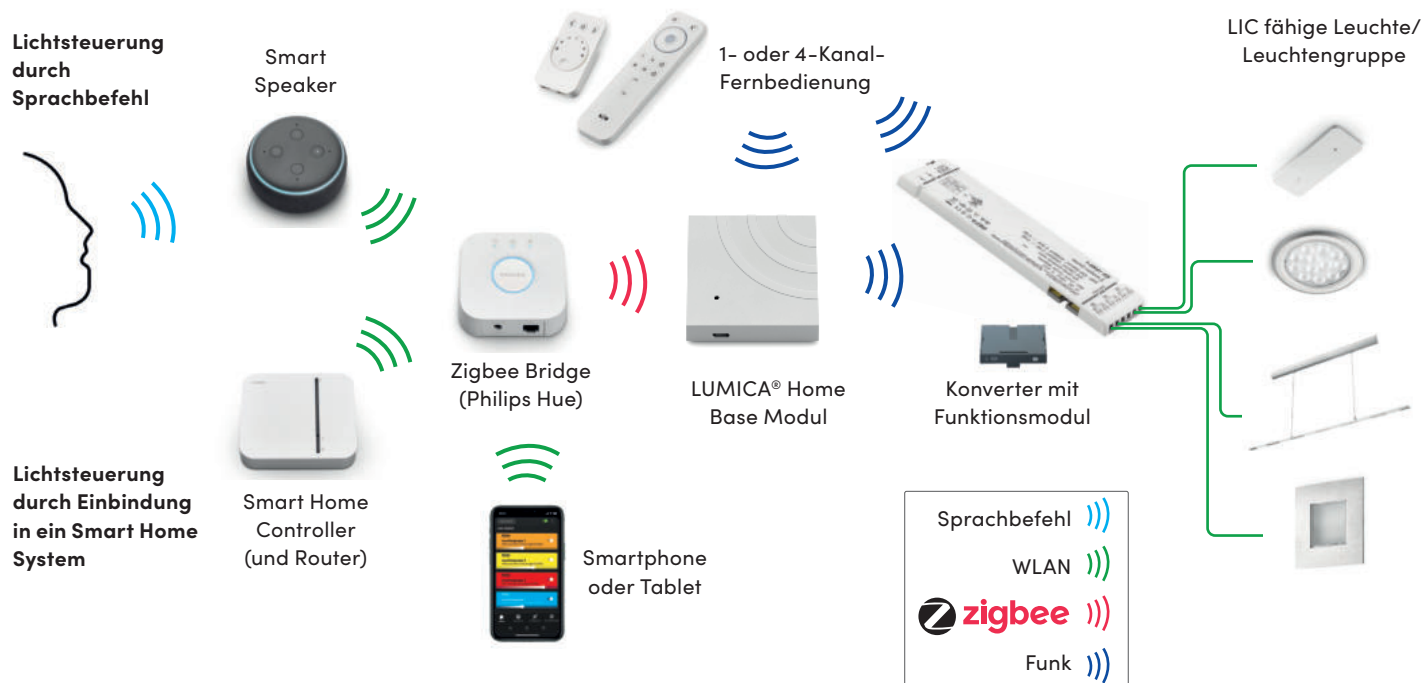 Lichtsteuerung
durch
Sprachbefehl
Smart
Speaker
1- oder 4-Kanal-
Fernbedienung
LIC fähige Leuchte/
Leuchtengruppe
Zigbee Bridge
(Philips Hue)
LUMICA® Home
Base Modul
Konverter mit
Funktionsmodul
Lichtsteuerung
durch Einbindung
in ein Smart Home
System
Smart Home
Controller
(und Router)
Smartphone
oder Tablet
Sprachbefehl
WLAN
zigbee
Funk